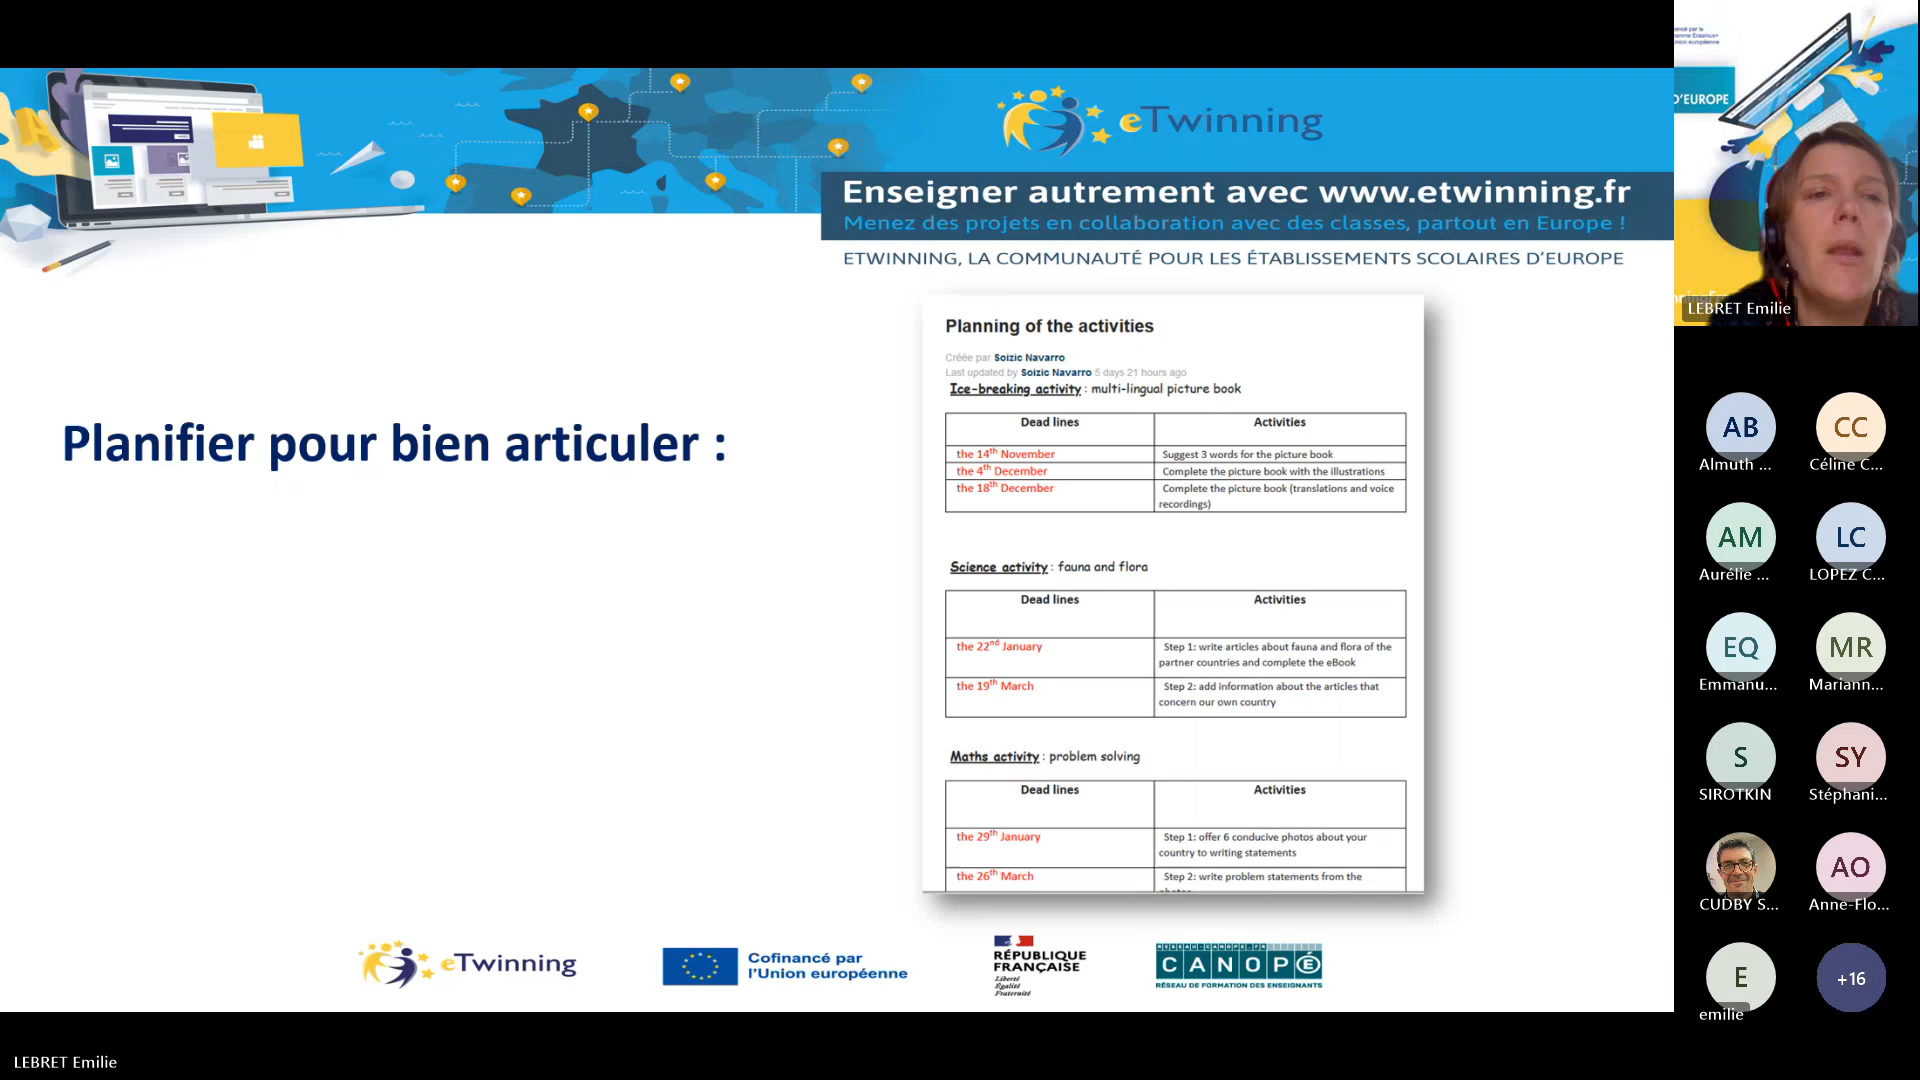 eTwinning
Enseigner autrement avec www.etwinning.fr
Menez des projets en collaboration avec des classes, partout en Europe !
ETWINNING, LA COMMUNAUTÉ POUR LES ÉTABLISSEMENTS SCOLAIRES D'EUROPE
Planifier pour bien articuler :
Planning of the activities
Créée par Soizic Navarro
Last updated by Soizic Navarro 5 days 21 hours ago
Ice-breaking activity : multi-lingual picture book
Dead lines Activities
the 14th November Suggest 3 words for the picture book
the 4th December Complete the picture book with the illustrations
the 18th December Complete the picture book (translations and voice
recordings)
Science activity : fauna and flora
Dead lines Activities
the 22nd January Step 1: write articles about fauna and flora of the
partner countries and complete the eBook
the 19th March Step 2: add information about the articles that
concern our own country
Maths activity : problem solving
Dead lines Activities
the 29th January Step 1: offer 6 conducive photos about your
country to writing statements
the 26th March Step 2: write problem statements from the
eTwinning
Cofinancé par
l'Union européenne
RÉPUBLIQUE
FRANÇAISE
Liberté
Égalité
Fraternité
RESEAU-CANOPE.FR
CANOPÉ
RÉSEAU DE FORMATION DES ENSEIGNANTS
D'EUROPE
LEBRET Emilie
AB
Almuth ...
CC
Céline C...
AM
Aurélie ...
LC
LOPEZ C...
EQ
Emmanu...
MR
Mariann...
S
SIROTKIN
SY
Stéphani...
CUDBY S...
AO
Anne-Flo...
E
emilie
+16
LEBRET Emilie